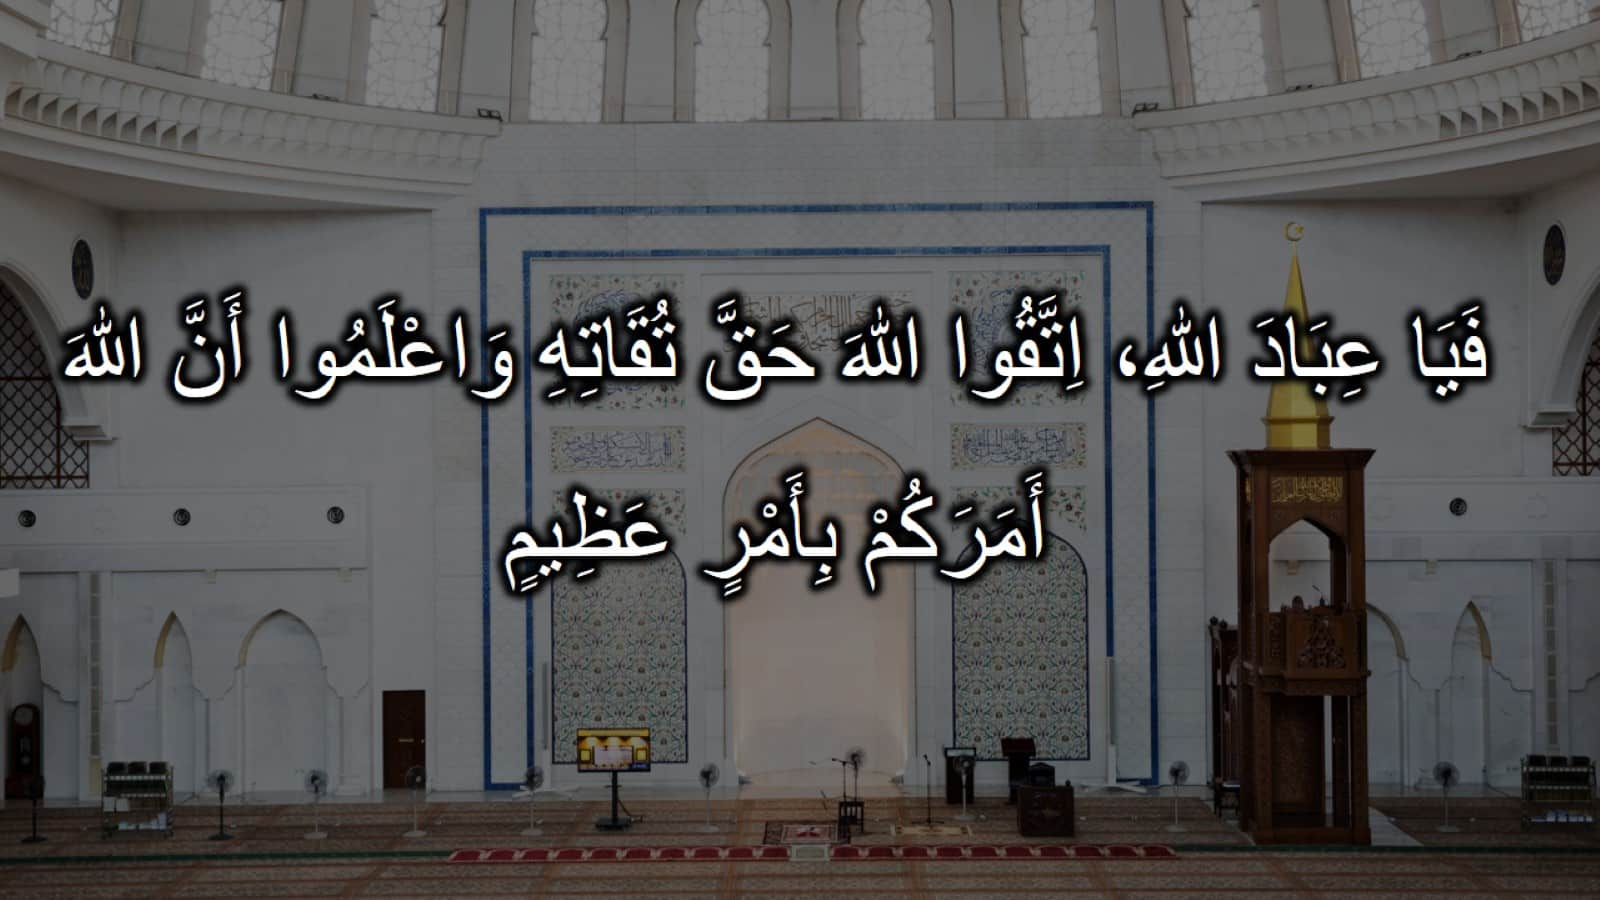 فَيَا عِبَادَ اللهِ، اِتَّقُوا اللهَ حَقَّ تُقَاتِهِ وَاعْلَمُوا أَنَّ اللهَ
أَمَرَكُمْ بِأَمْرٍ عَظِيمٍ